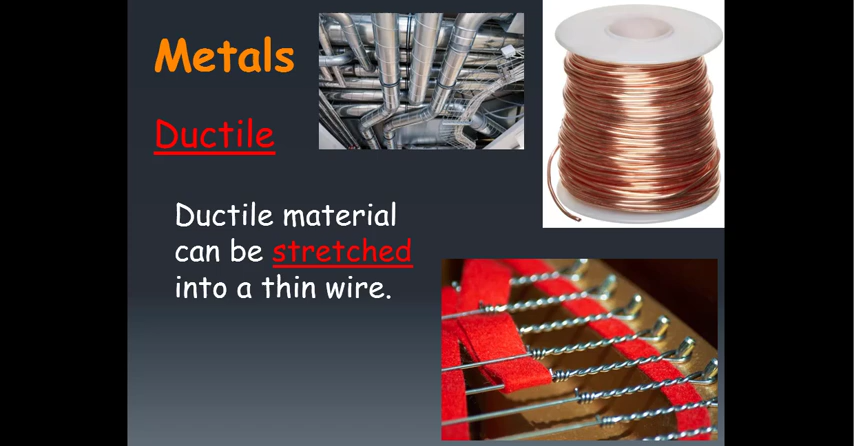 Metals
Ductile
Ductile material
can be stretched
into a thin wire.